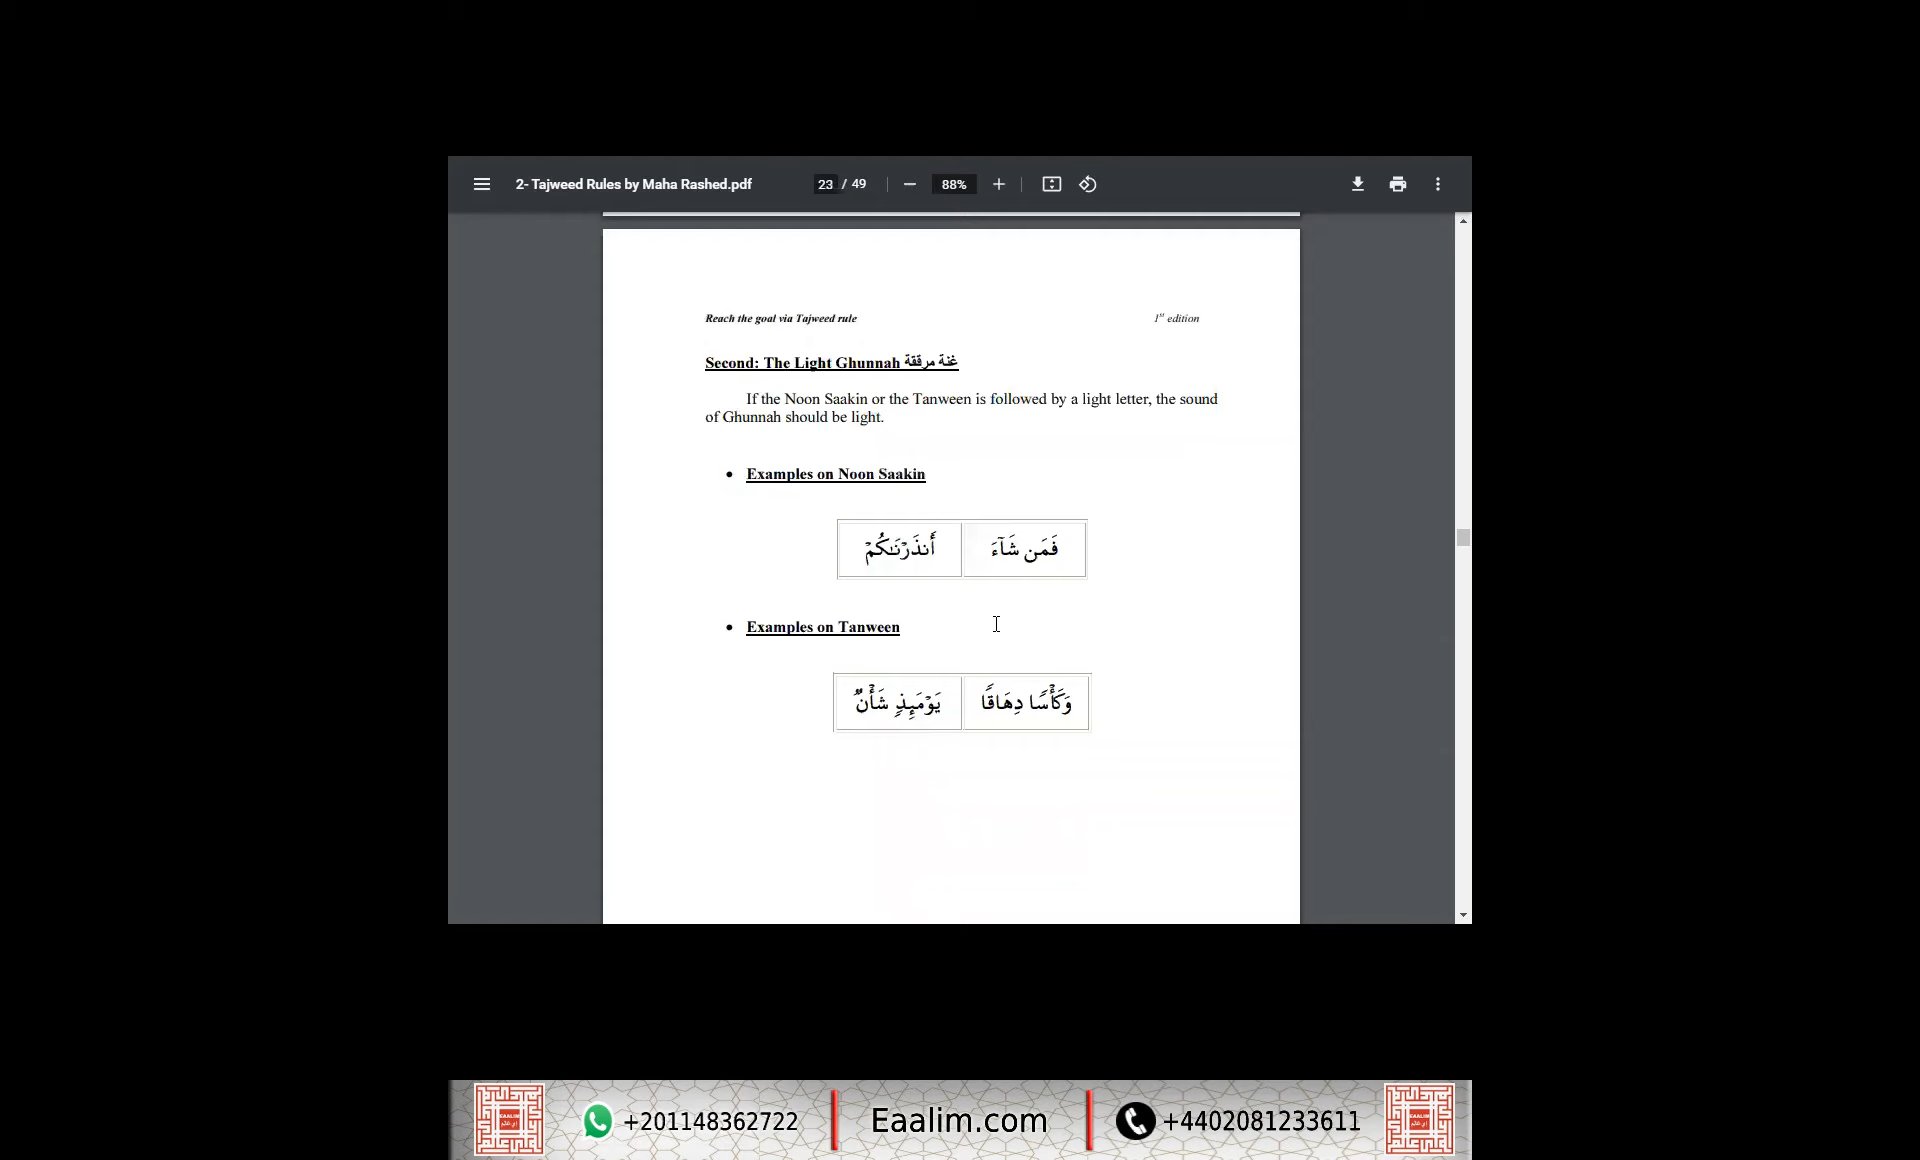 2- Tajweed Rules by Maha Rashed.pdf
23 / 49
88%
Reach the goal via Tajweed rule
1st edition
Second: The Light Ghunnah غنة مرققة
If the Noon Saakin or the Tanween is followed by a light letter, the sound
of Ghunnah should be light.
• Examples on Noon Saakin
فَمَن شَآءَ
أَنذَرْنَـٰكُمْ
• Examples on Tanween
وَكَأْسًا دِهَاقًا
يَوْمَئِذٍ شَأْنٌ
EAALIM
+201148362722
Eaalim.com
+4402081233611
EAALIM